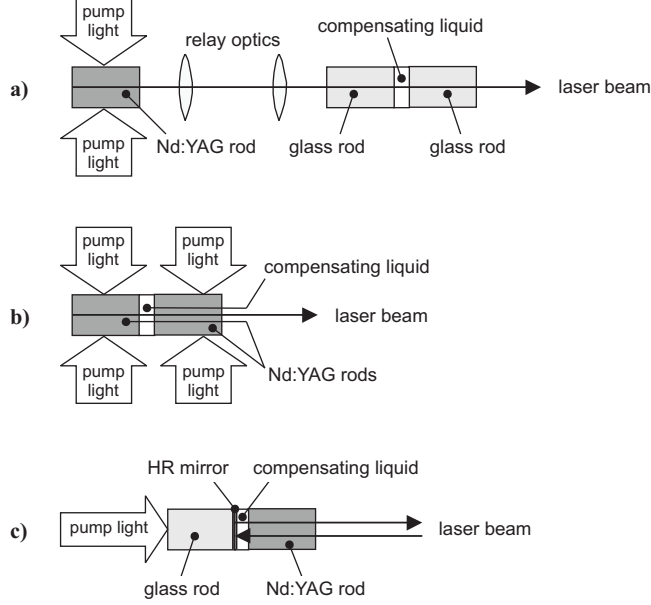 pump
light
compensating liquid
relay optics
a)
laser beam
pump
light
Nd:YAG rod
glass rod
glass rod
pump
light
pump
light
compensating liquid
b)
laser beam
pump
light
pump
light
Nd:YAG rods
HR mirror
compensating liquid
c)
pump light
laser beam
glass rod
Nd:YAG rod